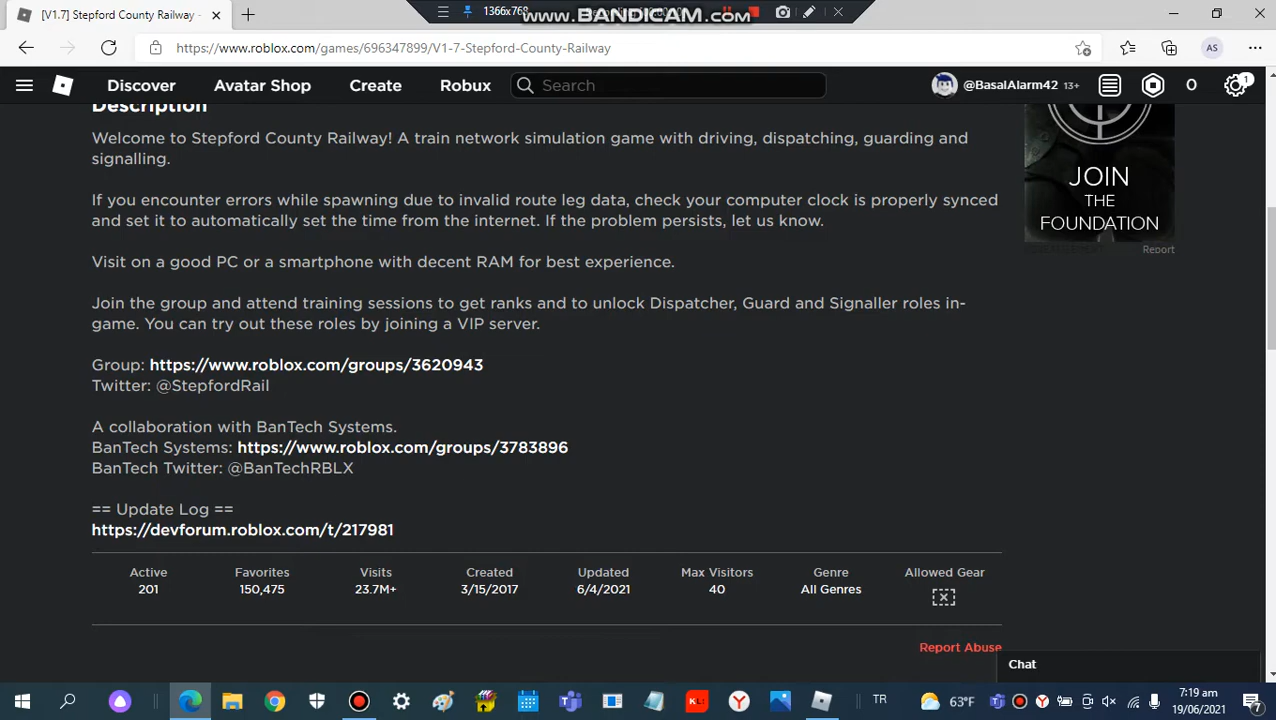 [V1.7] Stepford County Railway -
1366x768
www.BANDICAM.com
https://www.roblox.com/games/696347899/V1-7-Stepford-County-Railway
AS
Discover
Avatar Shop
Create
Robux
Search
@BasalAlarm42 13+
0
1
Description
Welcome to Stepford County Railway! A train network simulation game with driving, dispatching, guarding and
signalling.
If you encounter errors while spawning due to invalid route leg data, check your computer clock is properly synced
and set it to automatically set the time from the internet. If the problem persists, let us know.
Visit on a good PC or a smartphone with decent RAM for best experience.
Join the group and attend training sessions to get ranks and to unlock Dispatcher, Guard and Signaller roles in-
game. You can try out these roles by joining a VIP server.
Group: https://www.roblox.com/groups/3620943
Twitter: @StepfordRail
A collaboration with BanTech Systems.
BanTech Systems: https://www.roblox.com/groups/3783896
BanTech Twitter: @BanTechRBLX
== Update Log ==
https://devforum.roblox.com/t/217981
Active Favorites Visits Created Updated Max Visitors Genre Allowed Gear
201 150,475 23.7M+ 3/15/2017 6/4/2021 40 All Genres
Report Abuse
JOIN
THE
FOUNDATION
Report
Chat
TR
63°F
7:19 am
19/06/2021
7